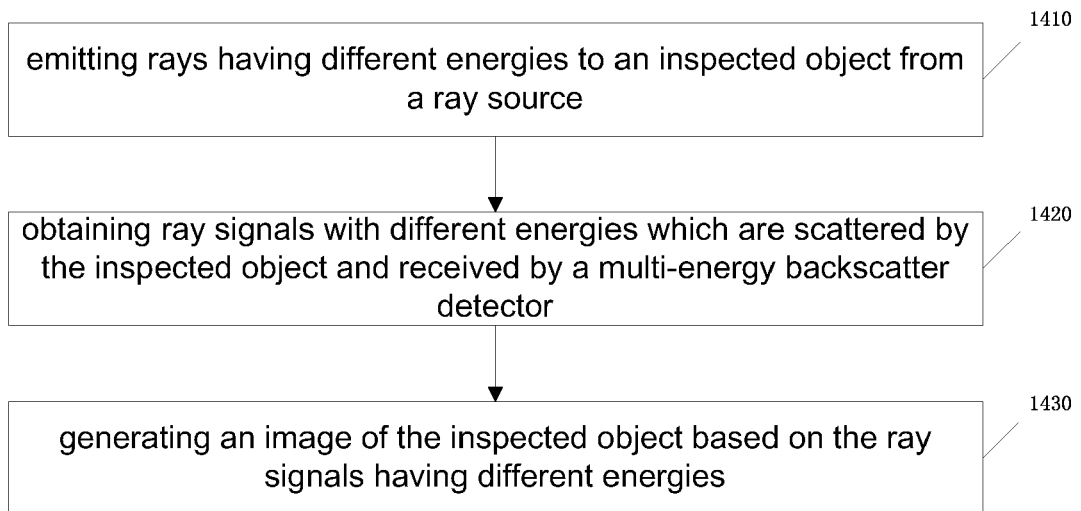 1410
emitting rays having different energies to an inspected object from
a ray source
1420
obtaining ray signals with different energies which are scattered by
the inspected object and received by a multi-energy backscatter
detector
1430
generating an image of the inspected object based on the ray
signals having different energies